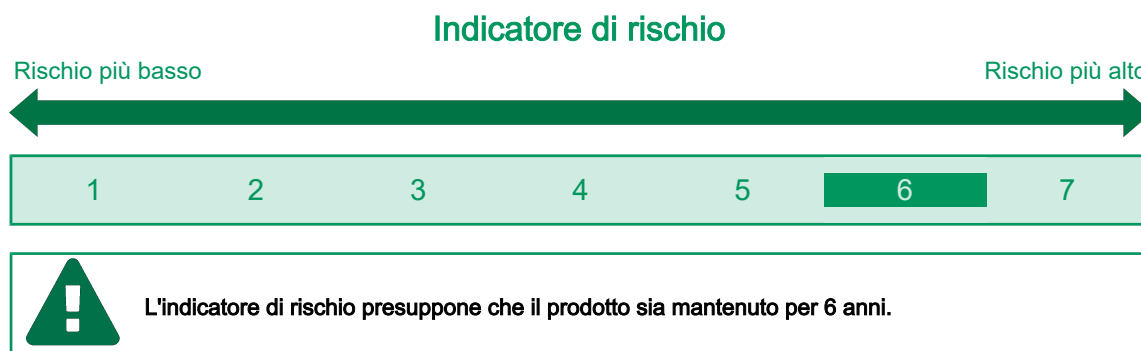 Indicatore di rischio
Rischio più basso Rischio più alto
1 2 3 4 5 6 7
L'indicatore di rischio presuppone che il prodotto sia mantenuto per 6 anni.